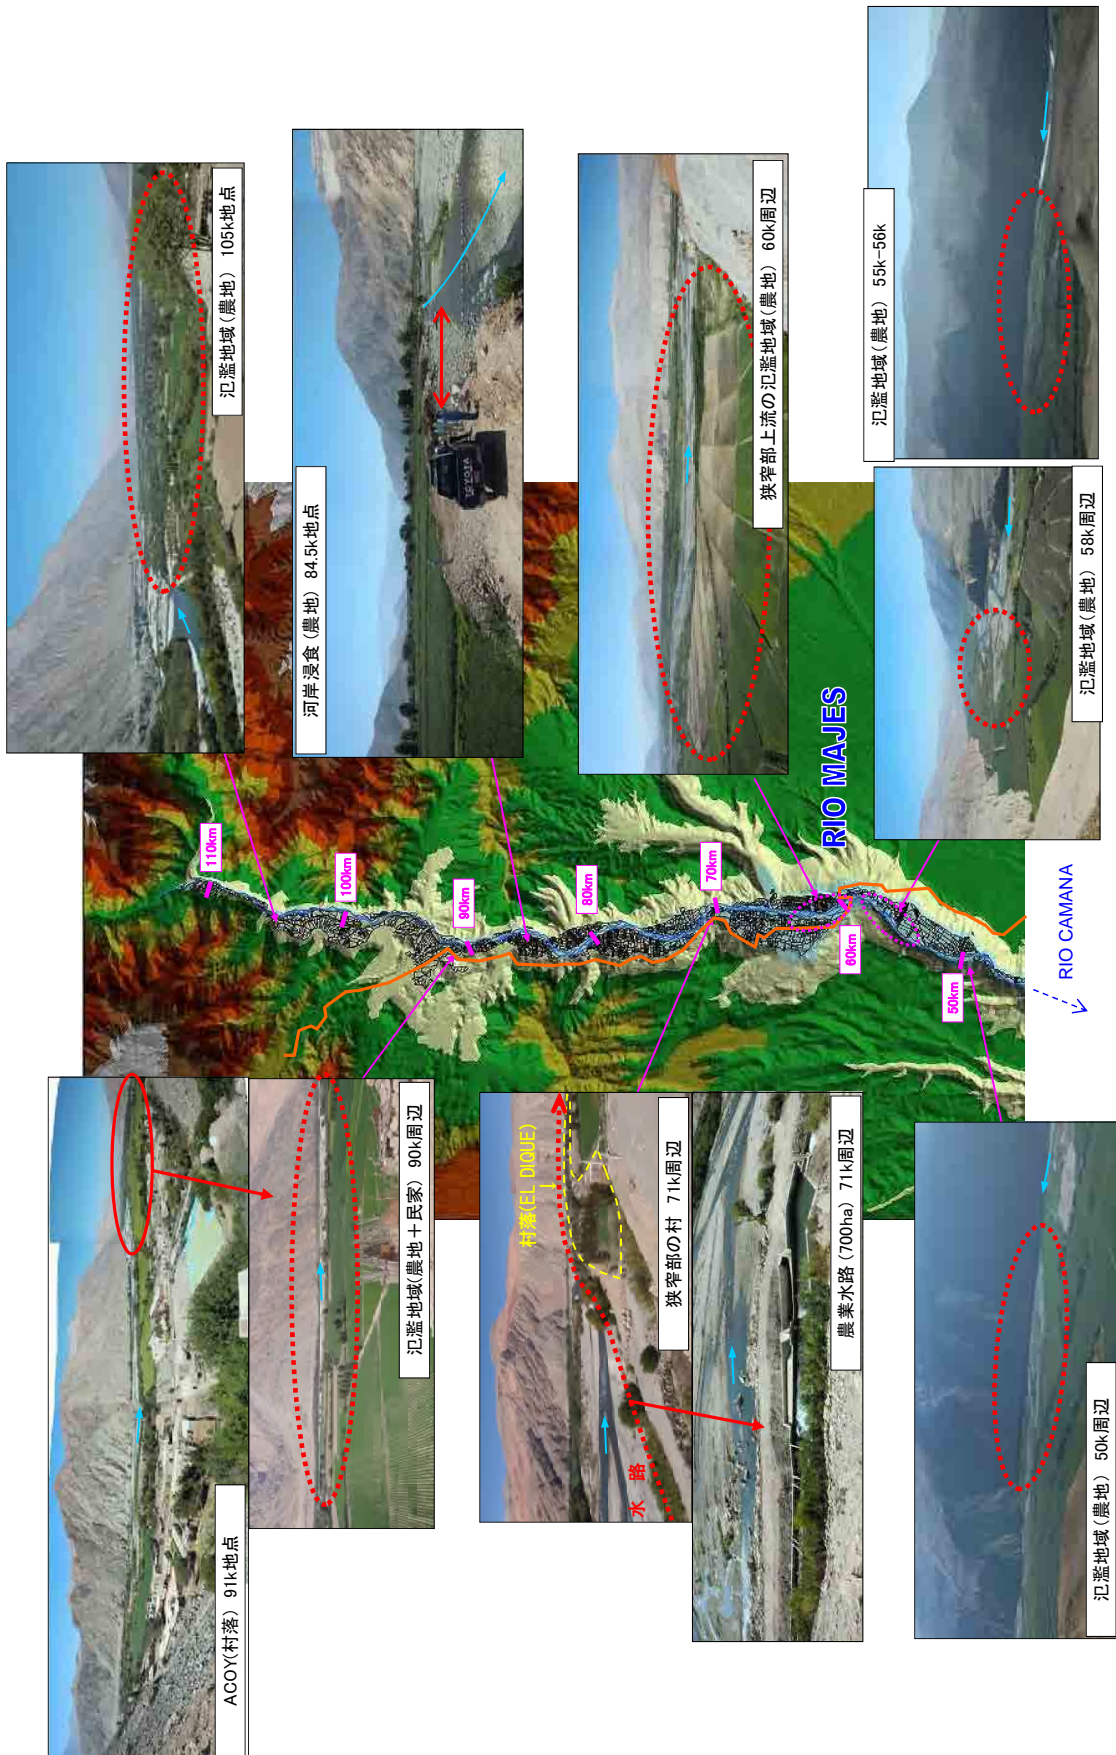 ACOY(村落) 91k地点
氾濫地域(農地＋民家) 90k周辺
村落(EL DIQUE)
水 路
狭窄部の村 71k周辺
農業水路(700ha) 71k周辺
氾濫地域(農地) 50k周辺
110km
100km
90km
80km
70km
60km
50km
RIO MAJES
RIO CAMANA
氾濫地域(農地) 105k地点
河岸浸食(農地) 84.5k地点
TOYOTA
狭窄部上流の氾濫地域(農地) 60k周辺
氾濫地域(農地) 58k周辺
氾濫地域(農地) 55k-56k